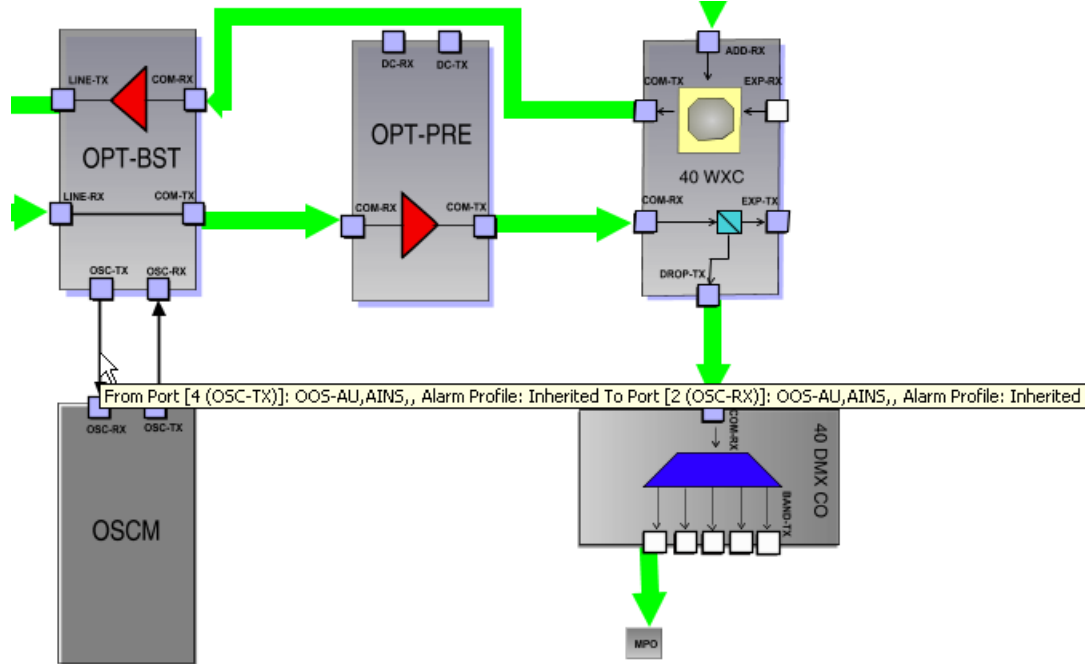 ADD-RX
DC-RX DC-TX
LINE-TX COM-RX
COM-TX EXP-RX
OPT-PRE
OPT-BST
40 WXC
LINE-RX COM-TX
COM-RX COM-TX
COM-RX EXP-TX
OSC-TX OSC-RX
DROP-TX
From Port [4 (OSC-TX)]: OOS-AU,AINS,, Alarm Profile: Inherited To Port [2 (OSC-RX)]: OOS-AU,AINS,, Alarm Profile: Inherited
OSC-RX OSC-TX
COM-RX
40 DMX CO
BAND-TX
OSCM
MPO